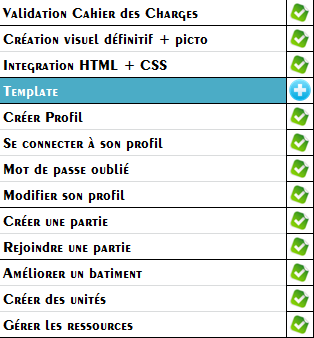 Validation Cahier des Charges
Création visuel définitif + picto
Integration HTML + CSS
Template
Créer Profil
Se connecter à son profil
Mot de passe oublié
Modifier son profil
Créer une partie
Rejoindre une partie
Améliorer un batiment
Créer des unités
Gérer les ressources